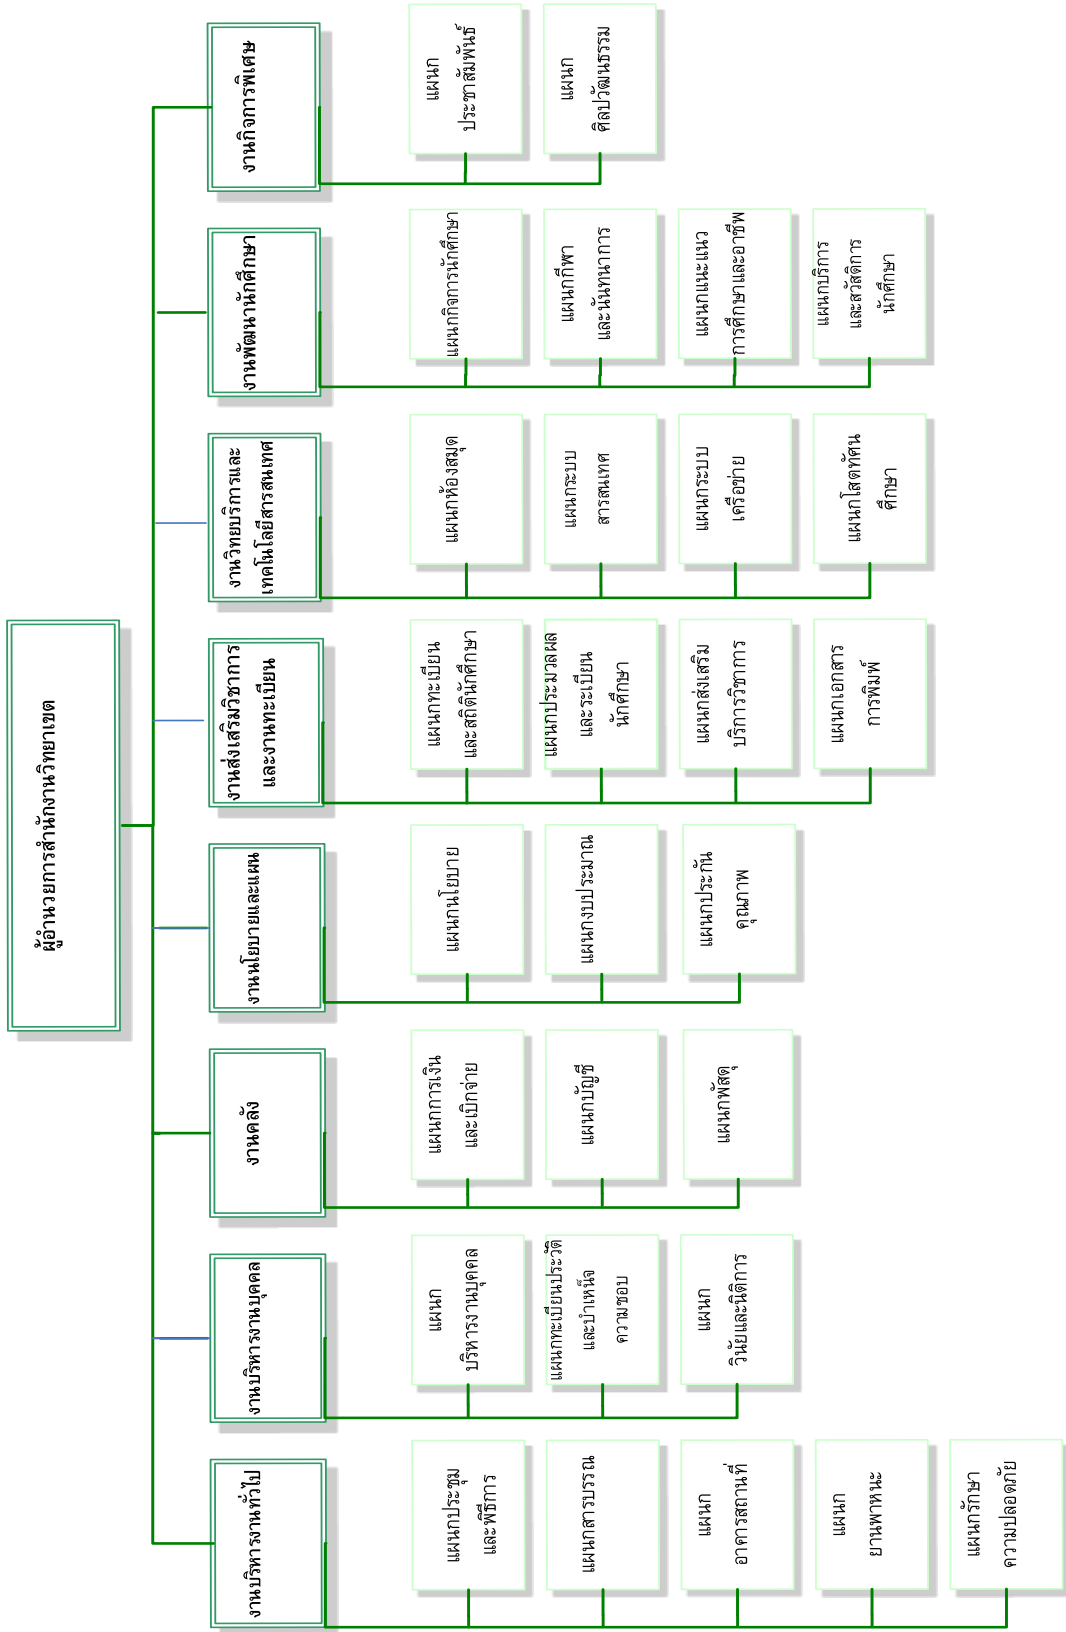 ผู้อำนวยการสำนักงานวิทยาเขต
งานบริหารงานทั่วไป
แผนกประชุม
และพิธีการ
แผนกสารบรรณ
แผนก
อาคารสถานที่
แผนก
ยานพาหนะ
แผนกรักษา
ความปลอดภัย
งานบริหารงานบุคคล
แผนก
บริหารงานบุคคล
แผนกทะเบียนประวัติ
และบำเหน็จ
ความชอบ
แผนก
วินัยและนิติการ
งานคลัง
แผนกการเงิน
และเบิกจ่าย
แผนกบัญชี
แผนกพัสดุ
งานนโยบายและแผน
แผนกนโยบาย
แผนกงบประมาณ
แผนกประกัน
คุณภาพ
งานส่งเสริมวิชาการ
และงานทะเบียน
แผนกทะเบียน
และสถิตินักศึกษา
แผนกประมวลผล
และระเบียน
นักศึกษา
แผนกส่งเสริม
บริการวิชาการ
แผนกเอกสาร
การพิมพ์
งานวิทยบริการและ
เทคโนโลยีสารสนเทศ
แผนกห้องสมุด
แผนกระบบ
สารสนเทศ
แผนกระบบ
เครือข่าย
แผนกโสตทัศน
ศึกษา
งานพัฒนานักศึกษา
แผนกกิจการนักศึกษา
แผนกกีฬา
และนันทนาการ
แผนกแนะแนว
การศึกษาและอาชีพ
แผนกบริการ
และสวัสดิการ
นักศึกษา
งานกิจการพิเศษ
แผนก
ประชาสัมพันธ์
แผนก
ศิลปวัฒนธรรม